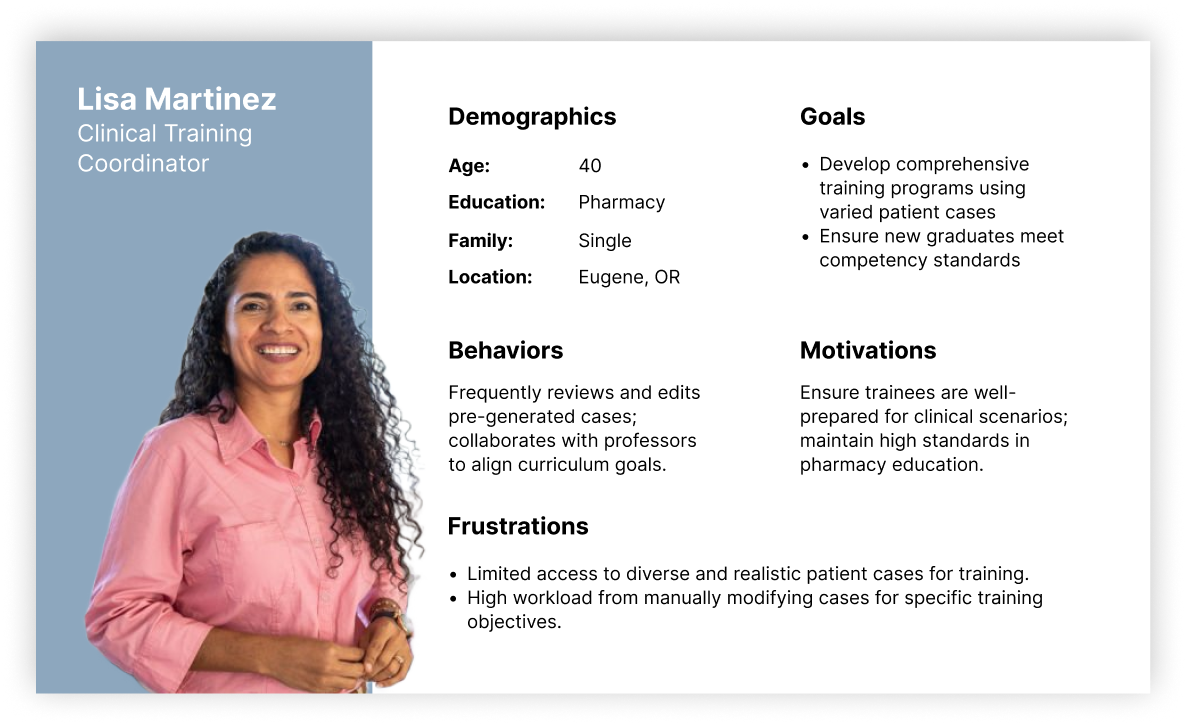 Lisa Martinez
Clinical Training
Coordinator
Demographics
Age: 40
Education: Pharmacy
Family: Single
Location: Eugene, OR
Goals
• Develop comprehensive
training programs using
varied patient cases
• Ensure new graduates meet
competency standards
Behaviors
Frequently reviews and edits
pre-generated cases;
collaborates with professors
to align curriculum goals.
Motivations
Ensure trainees are well-
prepared for clinical scenarios;
maintain high standards in
pharmacy education.
Frustrations
• Limited access to diverse and realistic patient cases for training.
• High workload from manually modifying cases for specific training
objectives.